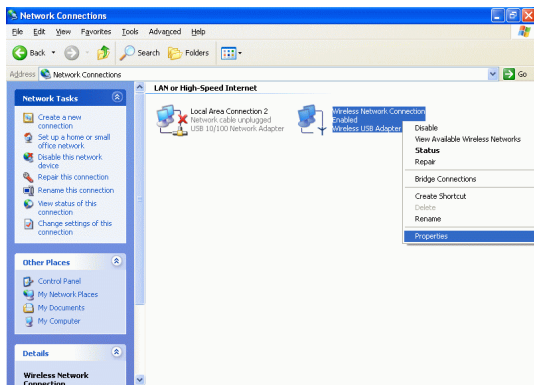 Network Connections
File Edit View Favorites Tools Advanced Help
Back Search Folders
Address Network Connections Go
Network Tasks
Create a new
connection
Set up a home or small
office network
Disable this network
device
Repair this connection
Rename this connection
View status of this
connection
Change settings of this
connection
Other Places
Control Panel
My Network Places
My Documents
My Computer
Details
Wireless Network
Connection
LAN or High-Speed Internet
Local Area Connection 2
Network cable unplugged
USB 10/100 Network Adapter
Wireless Network Connection
Enabled
Wireless USB Adapter
Disable
View Available Wireless Networks
Status
Repair
Bridge Connections
Create Shortcut
Delete
Rename
Properties